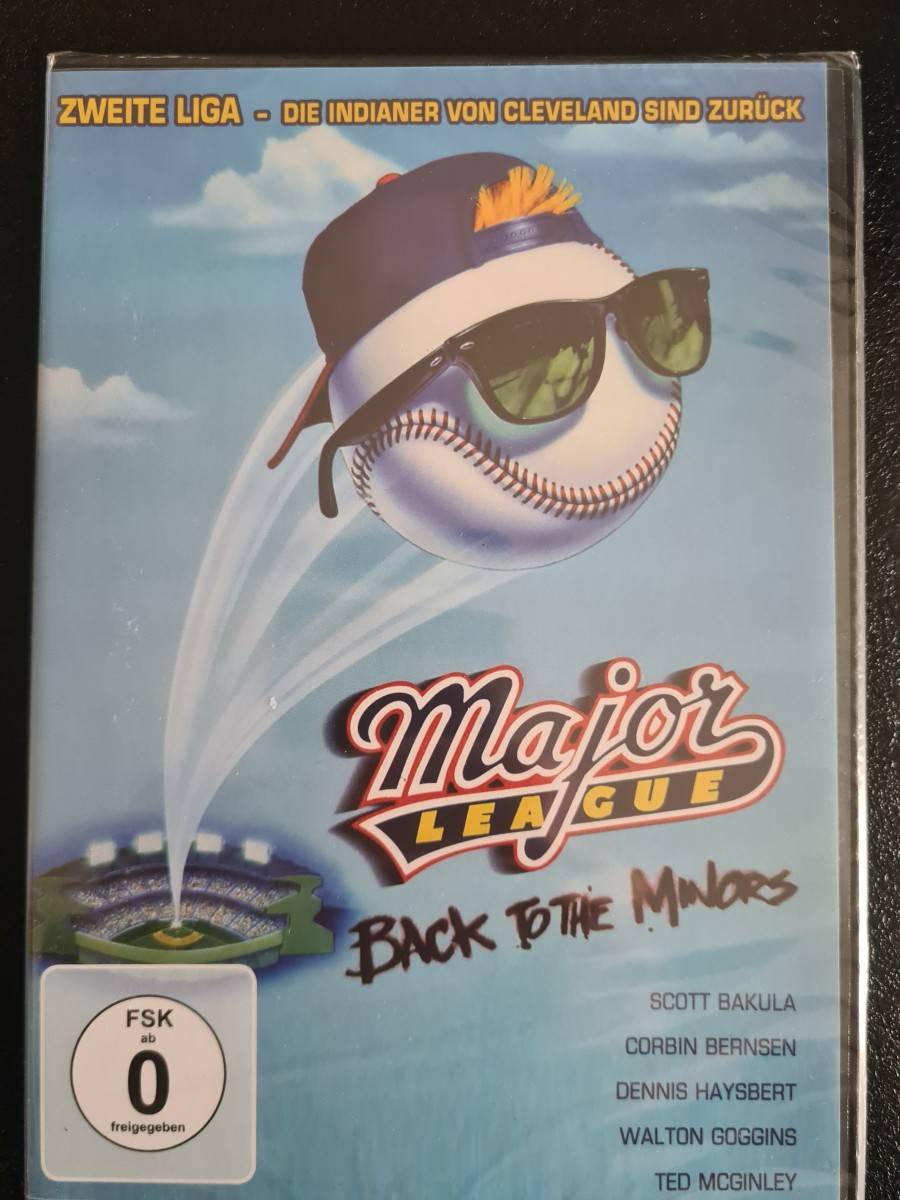 ZWEITE LIGA - DIE INDIANER VON CLEVELAND SIND ZURÜCK
Major
LEAGUE
BACK TO THE MINORS
SCOTT BAKULA
CORBIN BERNSEN
DENNIS HAYSBERT
WALTON GOGGINS
TED MCGINLEY
FSK
ab
0
freigegeben